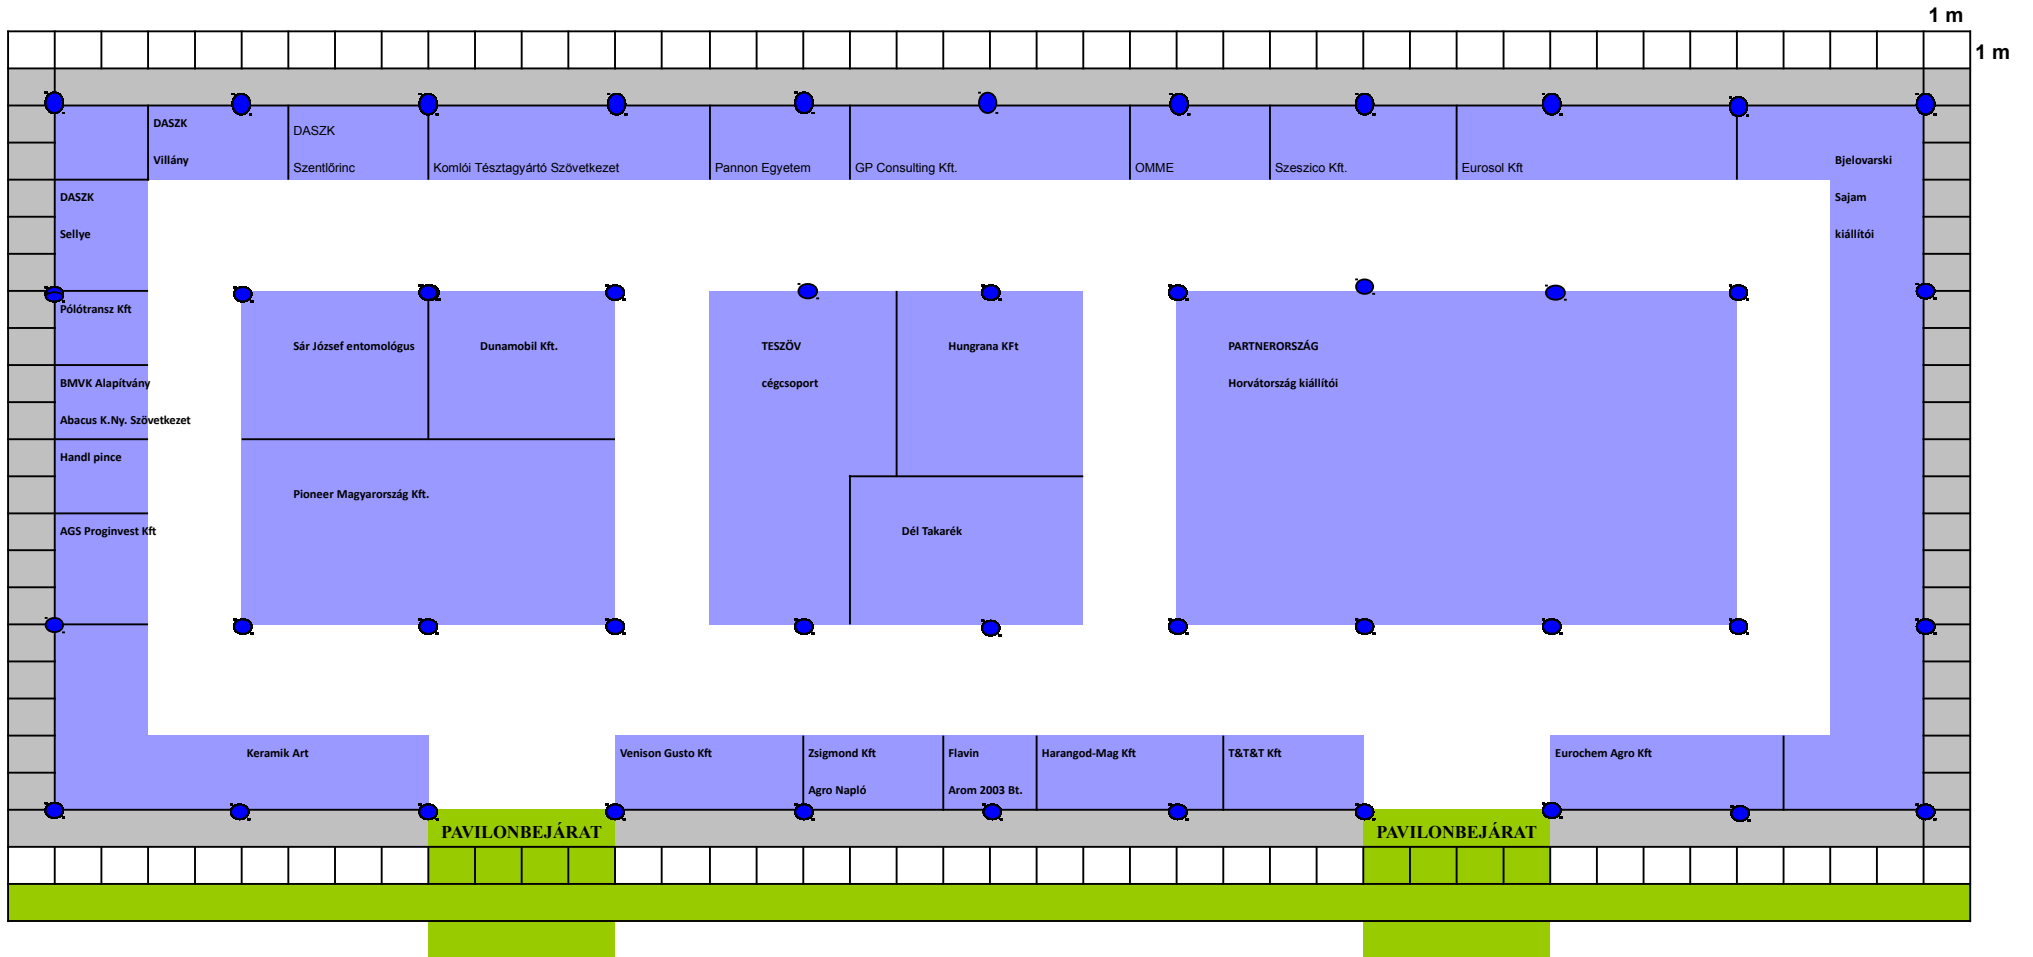 1 m
1 m
DASZK
Villány
DASZK
Szentlőrinc
Komlói Tésztagyártó Szövetkezet
Pannon Egyetem
GP Consulting Kft.
OMME
Szeszico Kft.
Eurosol Kft
Bjelovarski
Sajam
kiállítói
DASZK
Sellye
Pólótransz Kft
BMVK Alapítvány
Abacus K.Ny. Szövetkezet
Handl pince
AGS Proginvest Kft
Sár József entomológus
Dunamobil Kft.
Pioneer Magyarország Kft.
TESZÖV
cégcsoport
Hungrana KFt
Dél Takarék
PARTNERORSZÁG
Horvátország kiállítói
Keramik Art
Venison Gusto Kft
Zsigmond Kft
Agro Napló
Flavin
Arom 2003 Bt.
Harangod-Mag Kft
T&T&T Kft
Eurochem Agro Kft
PAVILONBEJÁRAT
PAVILONBEJÁRAT